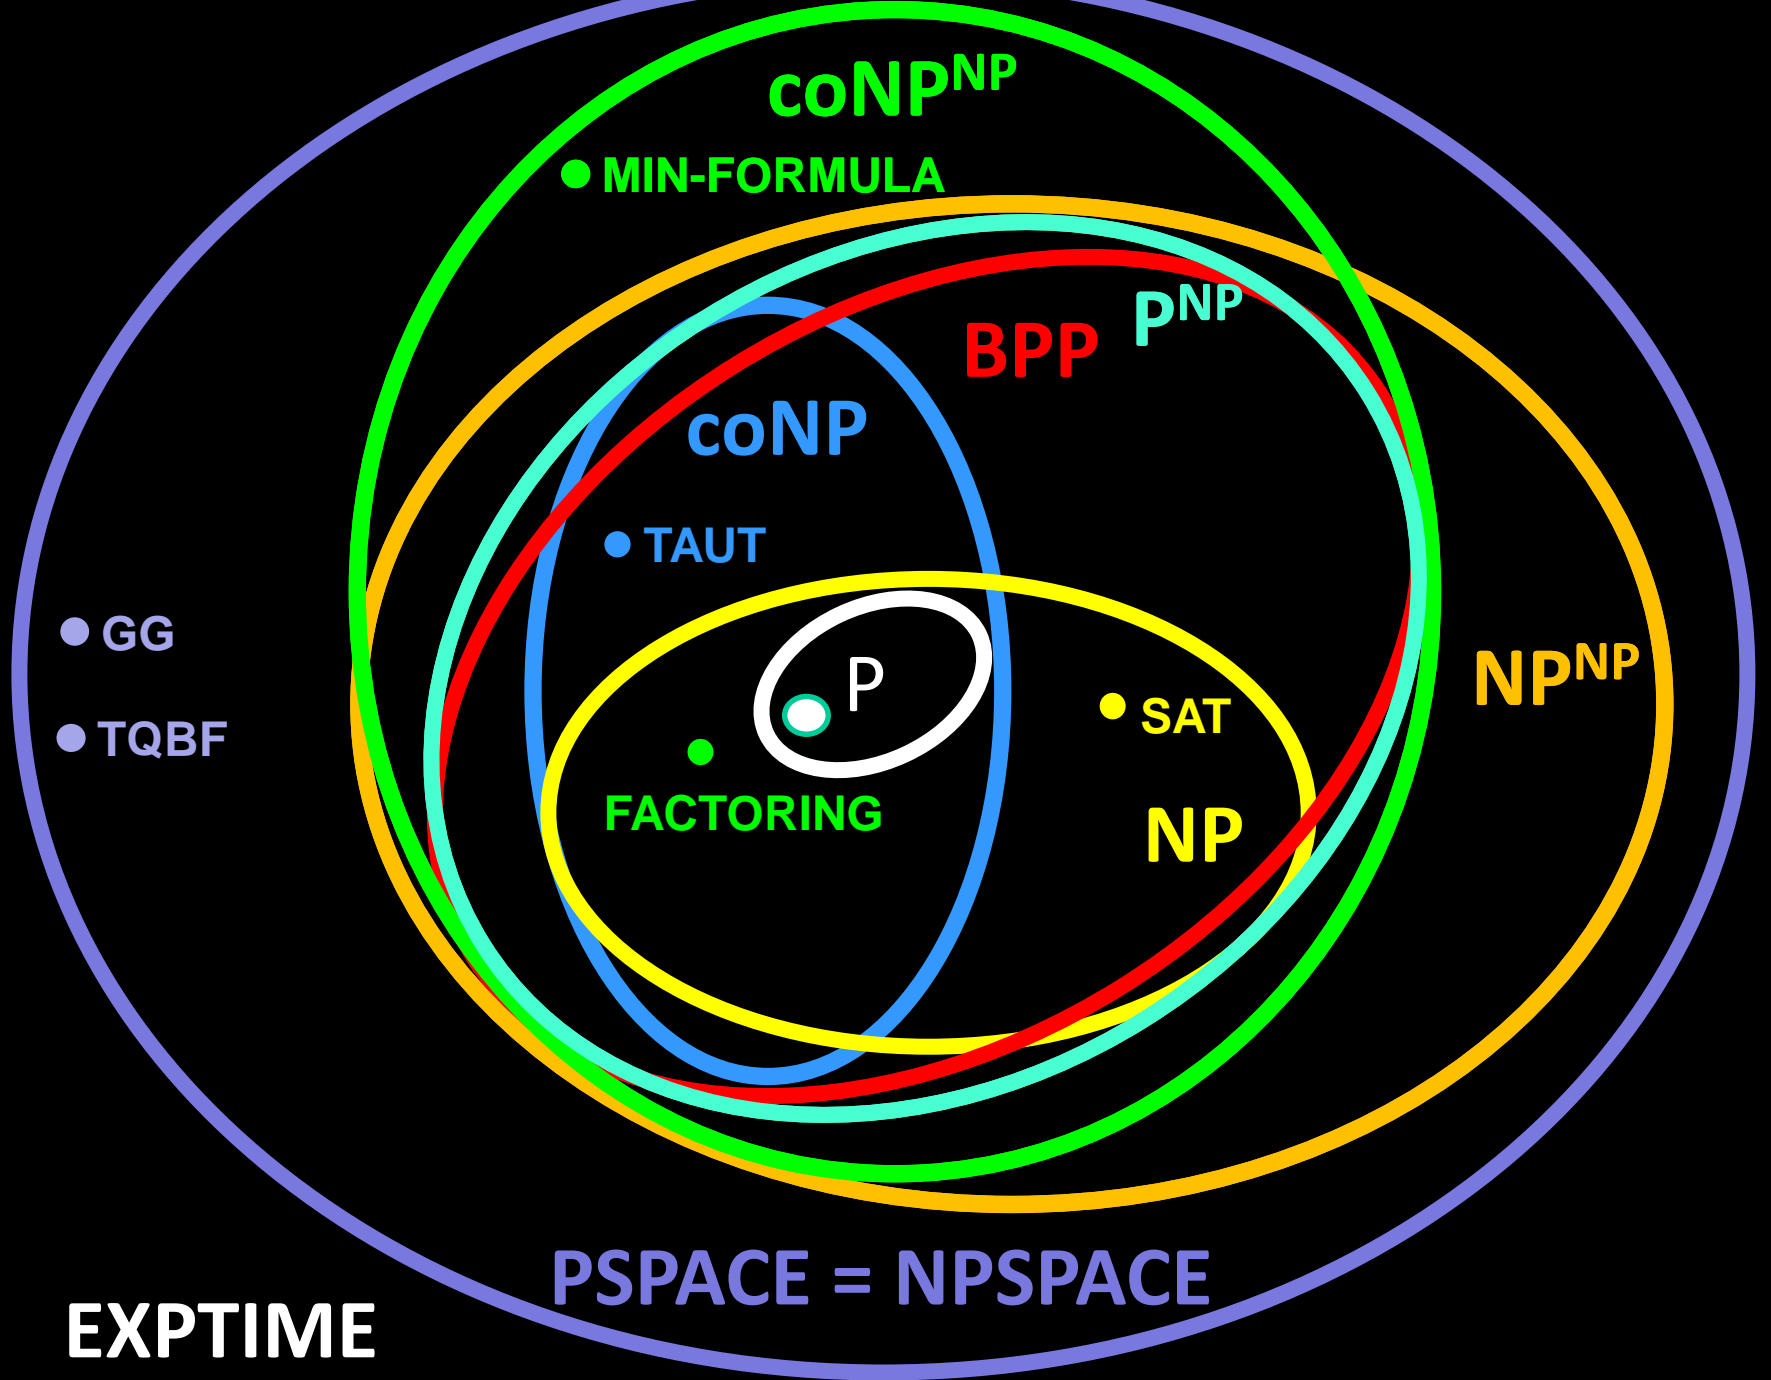 coNP^NP
MIN-FORMULA
P^NP
BPP
coNP
TAUT
GG
P
NP^NP
SAT
TQBF
FACTORING
NP
PSPACE = NPSPACE
EXPTIME